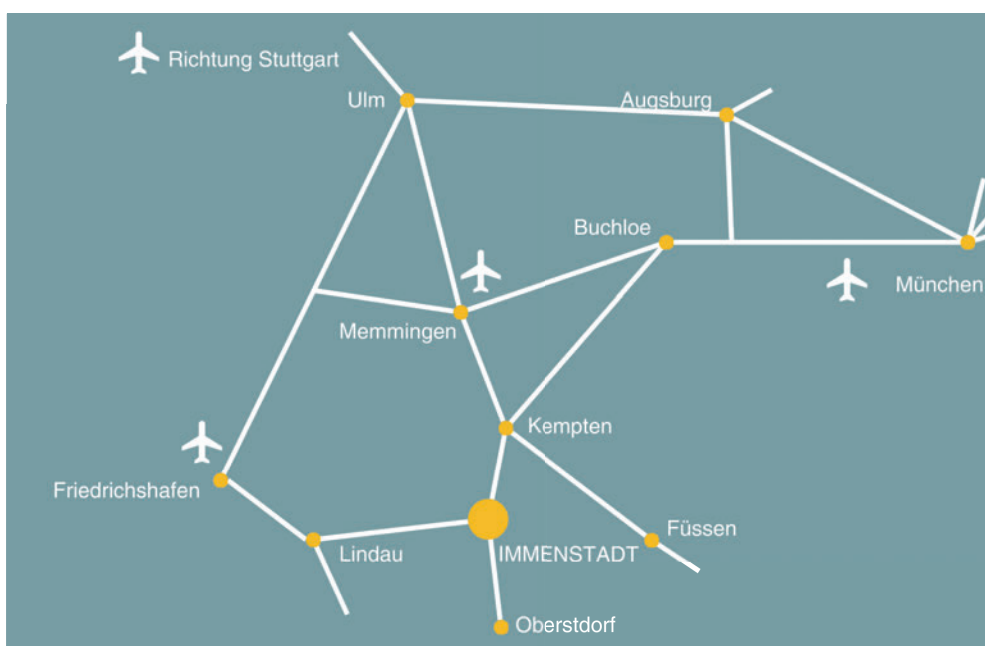 Richtung Stuttgart
Ulm
Augsburg
Buchloe
München
Memmingen
Kempten
Friedrichshafen
Füssen
Lindau
IMMENSTADT
Oberstdorf